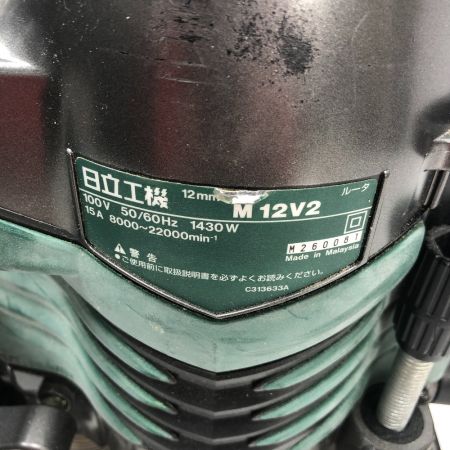 日立工機 12mm M 12V2 ルータ
100V 50/60Hz 1430W
15A 8000~22000min⁻¹
M260081
Made in Malaysia
警告
●ご使用前に取扱説明書を必ずよくお読みください。
C313633A